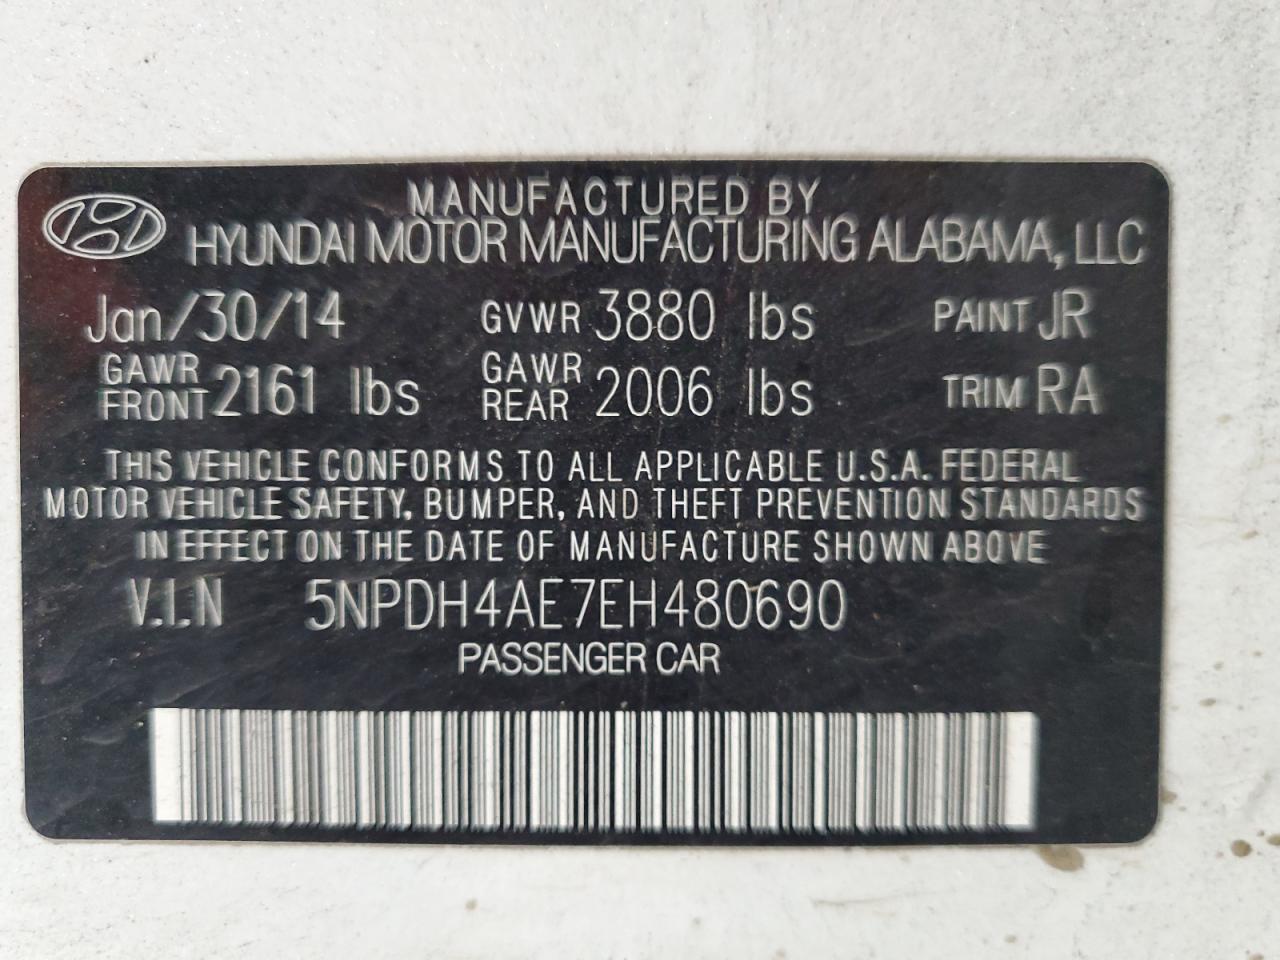 MANUFACTURED BY
HYUNDAI MOTOR MANUFACTURING ALABAMA, LLC
Jan/30/14 GVWR 3880 lbs PAINT JR
GAWR FRONT 2161 lbs GAWR REAR 2006 lbs TRIM RA
THIS VEHICLE CONFORMS TO ALL APPLICABLE U.S.A. FEDERAL
MOTOR VEHICLE SAFETY, BUMPER, AND THEFT PREVENTION STANDARDS
IN EFFECT ON THE DATE OF MANUFACTURE SHOWN ABOVE
V.I.N 5NPDH4AE7EH480690
PASSENGER CAR